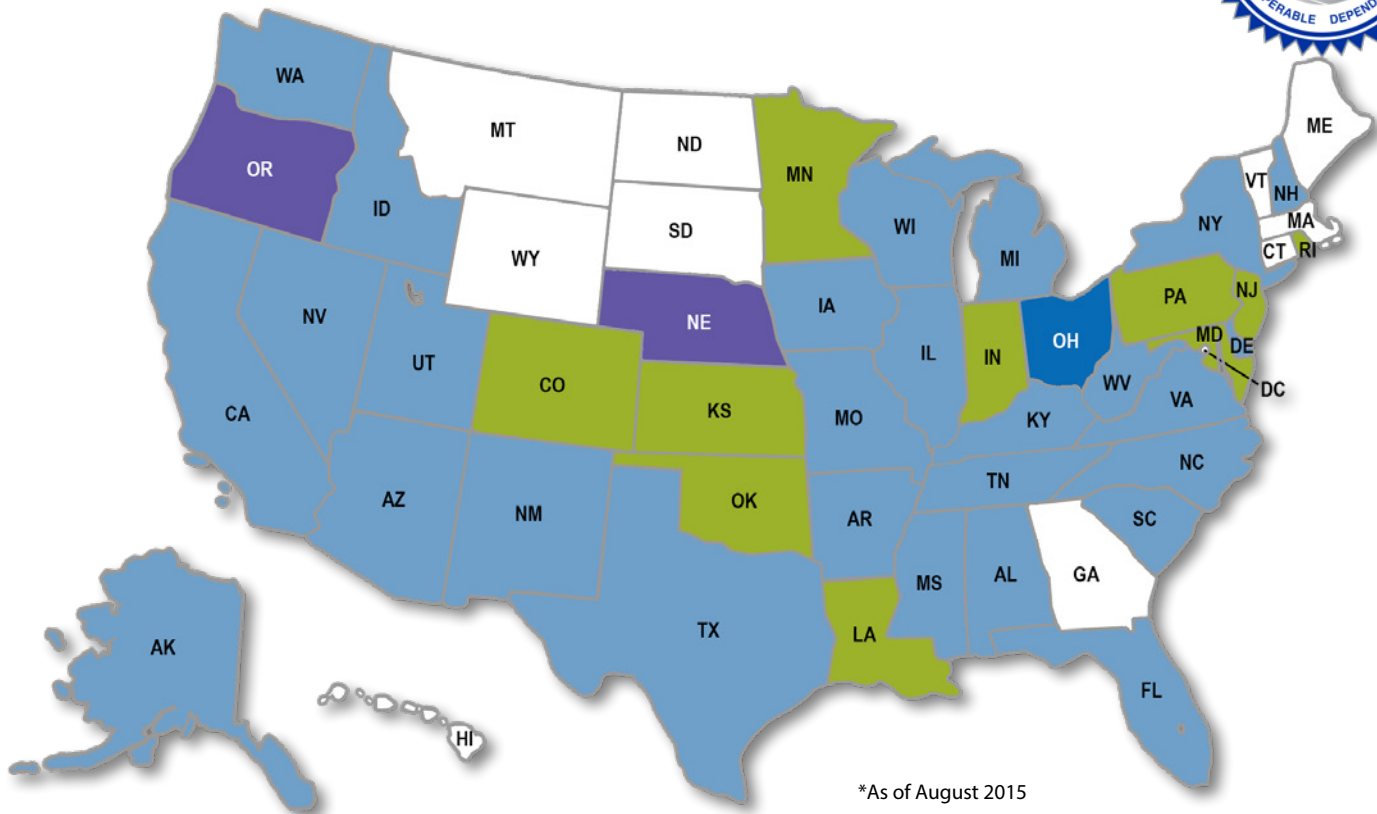 PERABLE DEPEND
WA
MT
ND
MN
ME
OR
ID
SD
WI
MI
NY
VT
NH
MA
CT
RI
WY
NE
IA
PA
NJ
NV
UT
CO
KS
IL
IN
OH
MD
DE
DC
WV
VA
CA
MO
KY
AZ
NM
OK
AR
TN
NC
SC
MS
AL
GA
TX
LA
FL
AK
HI
*As of August 2015